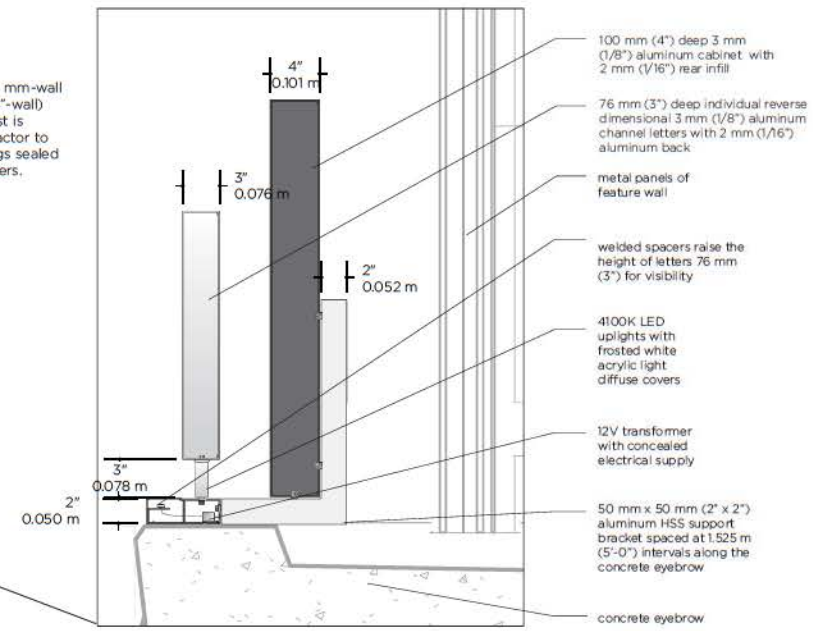 mm-wall
"-wall)
st is
actor to
gs sealed
ers.
4"
0.101 m
3"
0.076 m
2"
0.052 m
3"
0.078 m
2"
0.050 m
100 mm (4") deep 3 mm
(1/8") aluminum cabinet with
2 mm (1/16") rear infill
76 mm (3") deep individual reverse
dimensional 3 mm (1/8") aluminum
channel letters with 2 mm (1/16")
aluminum back
metal panels of
feature wall
welded spacers raise the
height of letters 76 mm
(3") for visibility
4100K LED
uplights with
frosted white
acrylic light
diffuse covers
12V transformer
with concealed
electrical supply
50 mm x 50 mm (2" x 2")
aluminum HSS support
bracket spaced at 1.525 m
(5'-0") intervals along the
concrete eyebrow
concrete eyebrow